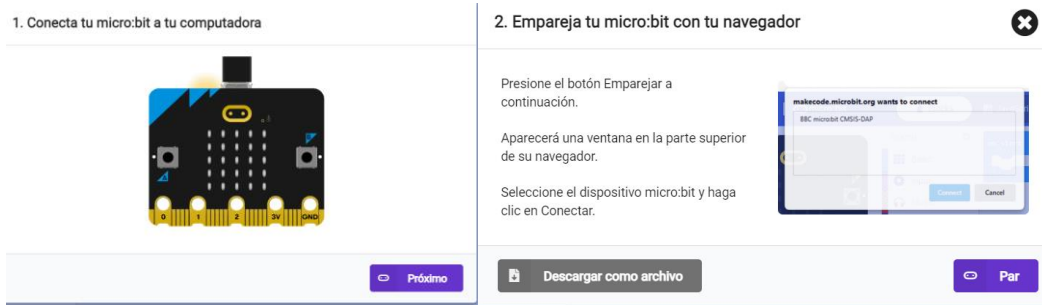 1. Conecta tu micro:bit a tu computadora
0 1 2 3V GND
Próximo
2. Empareja tu micro:bit con tu navegador
Presione el botón Emparejar a
continuación.
Aparecerá una ventana en la parte superior
de su navegador.
Seleccione el dispositivo micro:bit y haga
clic en Conectar.
makecode.microbit.org wants to connect
BBC micro:bit CMSIS-DAP
Connect Cancel
Descargar como archivo
Par